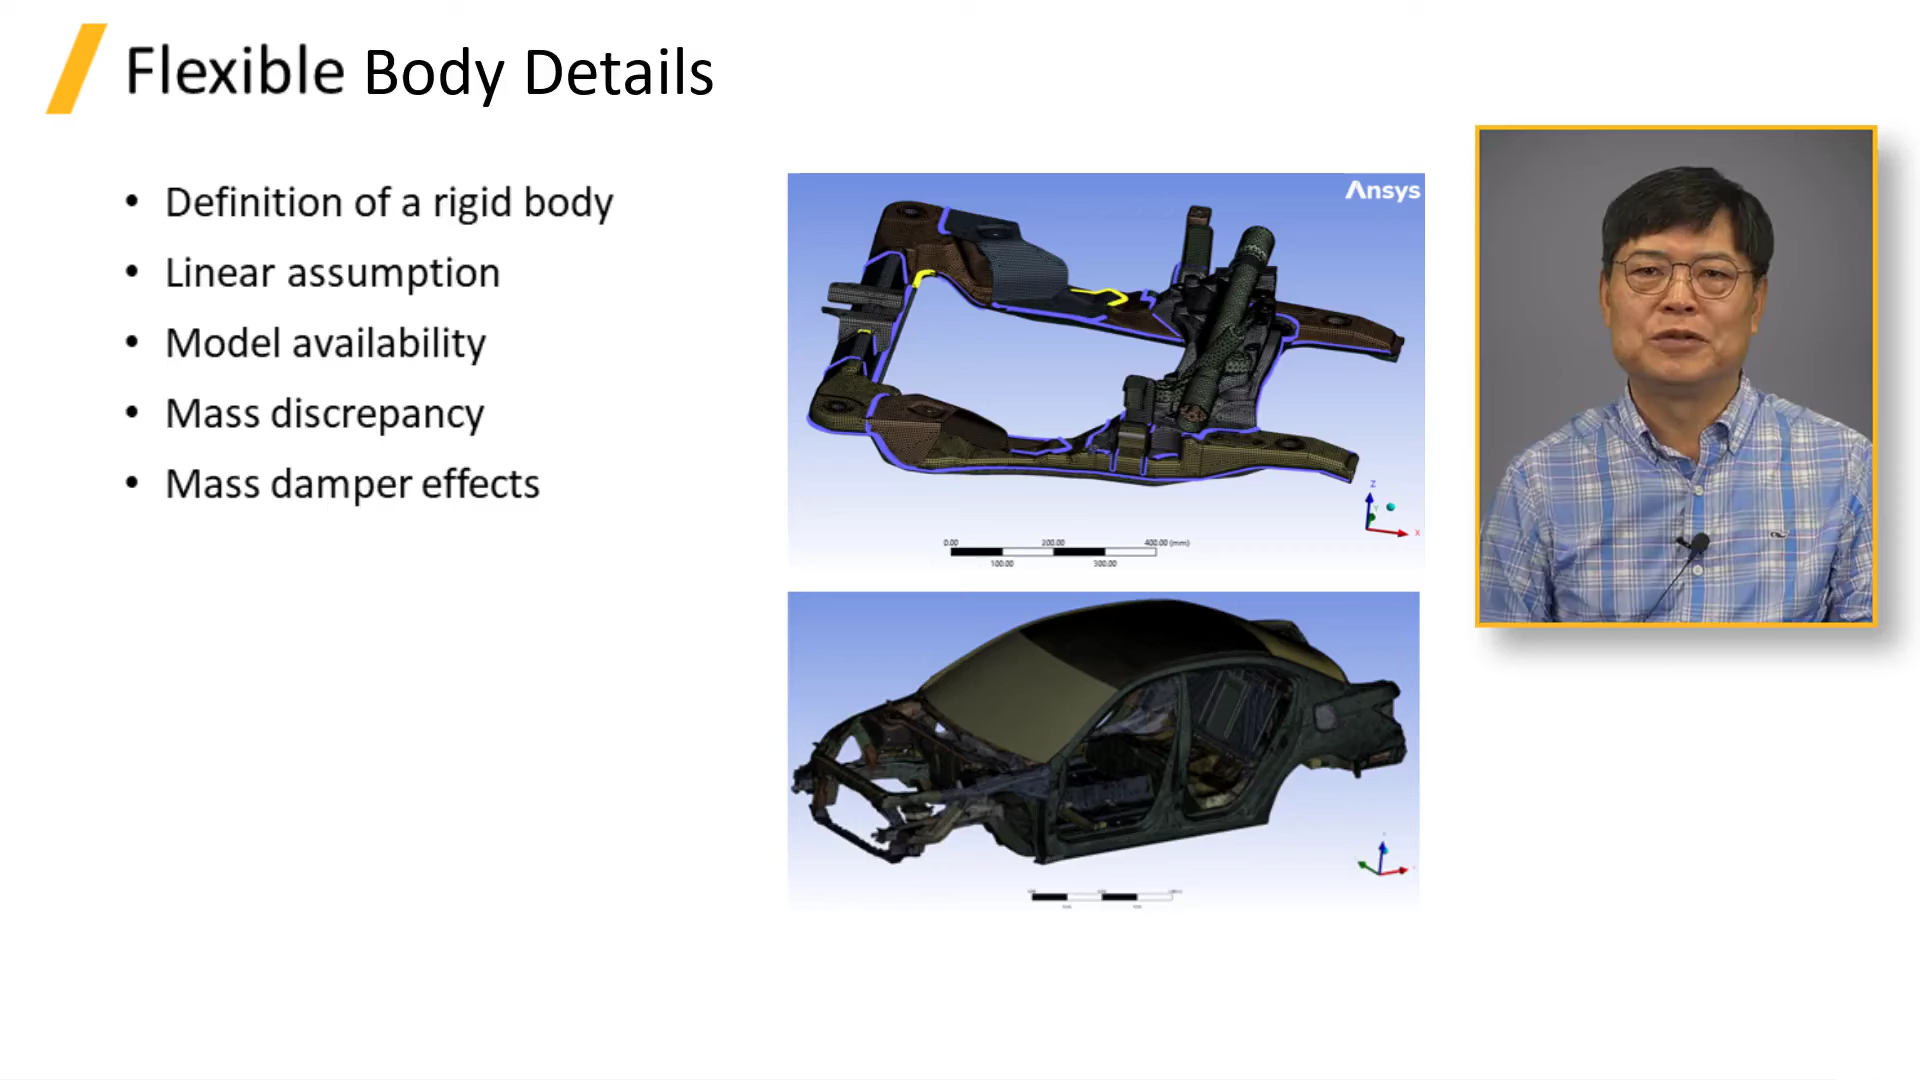 Flexible Body Details
• Definition of a rigid body
• Linear assumption
• Model availability
• Mass discrepancy
• Mass damper effects
Ansys
Z
Y
X
0.00 200.00 400.00 (mm)
100.00 300.00